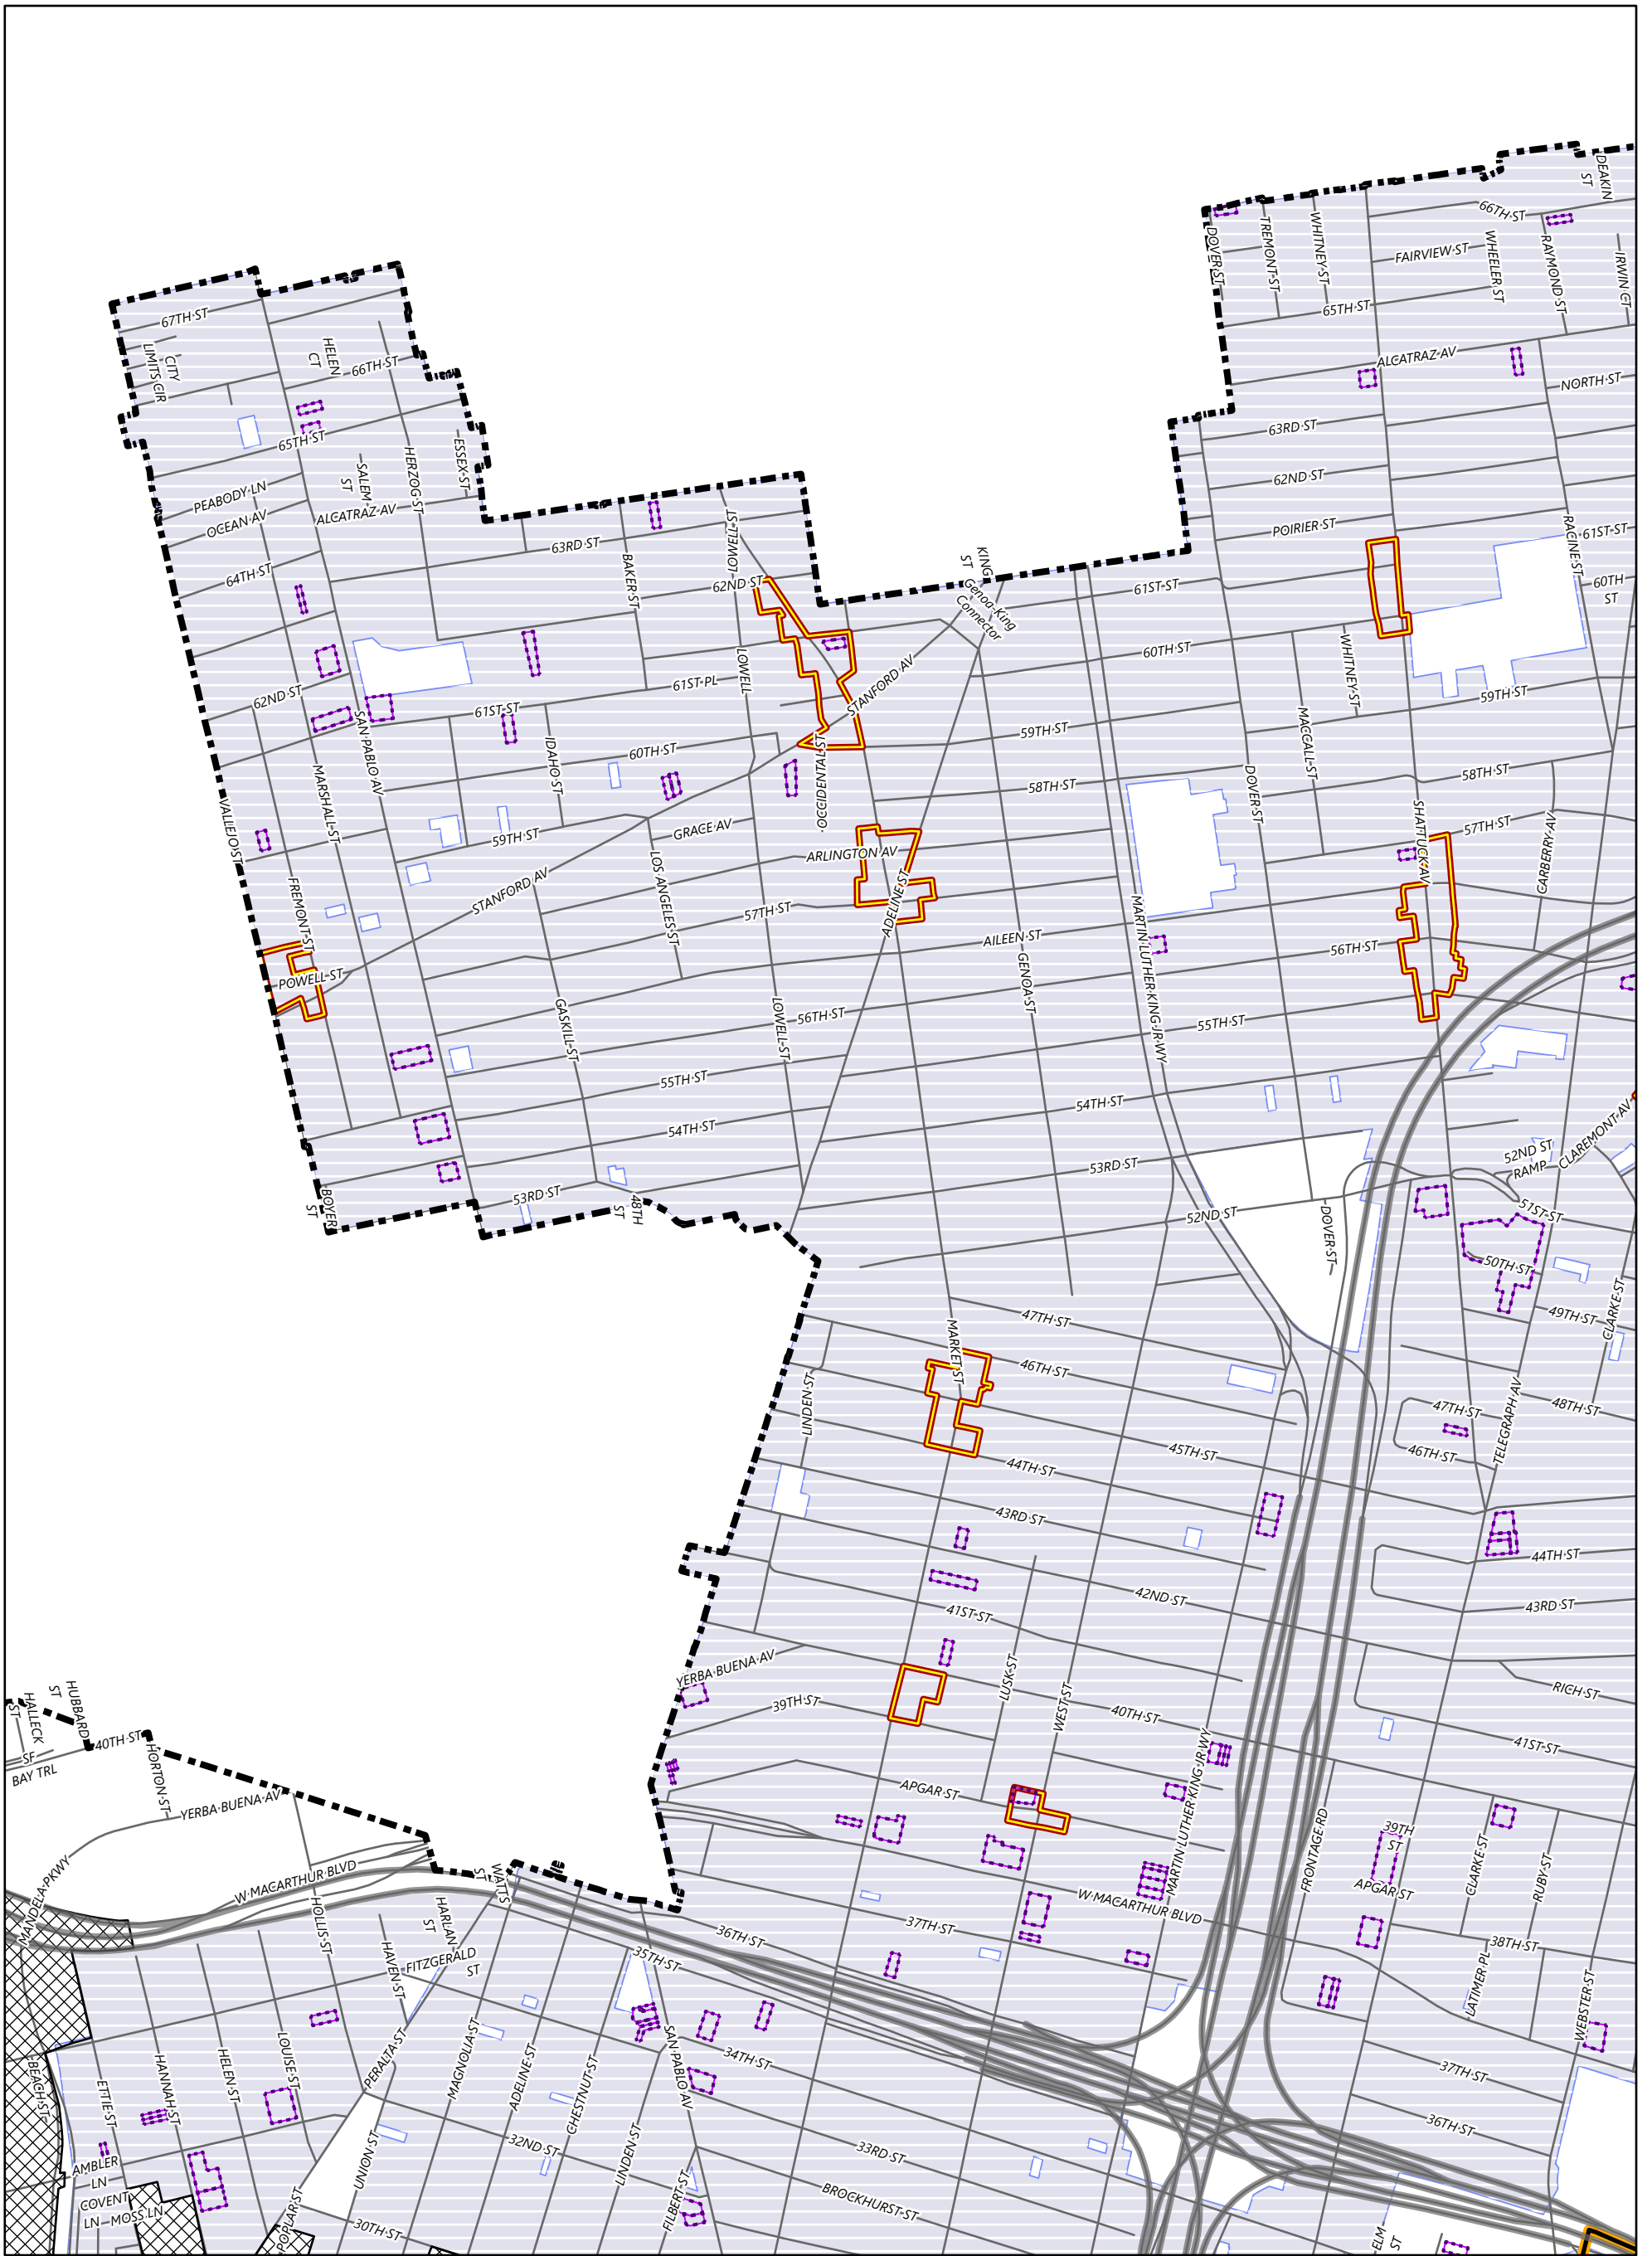 DEAKIN
ST
66TH ST
DOVER ST
TREMONT ST
WHITNEY ST
FAIRVIEW ST
WHEELER ST
RAYMOND ST
IRWIN CT
67TH ST
65TH ST
CITY
LIMITS CIR
HELEN
CT
66TH ST
ALCATRAZ AV
NORTH ST
65TH ST
63RD ST
HERZOG ST
ESSEX ST
SALEM
ST
PEABODY LN
62ND ST
OCEAN AV
ALCATRAZ AV
POIRIER ST
RACINE ST
61ST ST
LOWELL ST
63RD ST
KING
ST
64TH ST
BAKER ST
62ND ST
Genoa-King
Connector
61ST ST
60TH
ST
60TH ST
WHITNEY ST
LOWELL
STANFORD AV
61ST PL
62ND ST
59TH ST
61ST ST
SAN PABLO AV
59TH ST
MACCALL ST
60TH ST
IDAHO ST
OCCIDENTAL ST
58TH ST
58TH ST
DOVER ST
MARSHALL ST
VALLEJO ST
SHATTUCK AV
57TH ST
GRACE AV
59TH ST
ARLINGTON AV
CARBERRY AV
LOS ANGELES ST
STANFORD AV
FREMONT ST
57TH ST
ADELINE ST
AILEEN ST
MARTIN LUTHER KING JR WY
56TH ST
GENOA ST
POWELL ST
56TH ST
55TH ST
GASKILL ST
LOWELL ST
55TH ST
54TH ST
54TH ST
CLAREMONT AV
52ND ST
RAMP
53RD ST
53RD ST
BOYER
ST
48TH
ST
52ND ST
51ST ST
DOVER ST
50TH ST
47TH ST
49TH ST
CLARKE ST
MARKET ST
46TH ST
LINDEN ST
48TH ST
47TH ST
TELEGRAPH AV
45TH ST
46TH ST
44TH ST
43RD ST
44TH ST
42ND ST
43RD ST
41ST ST
YERBA BUENA AV
LUSK ST
WEST ST
RICH ST
39TH ST
40TH ST
41ST ST
HUBBARD
ST
HALLECK
ST
40TH ST
SF
BAY TRL
HORTON ST
YERBA BUENA AV
MARTIN LUTHER KING JR WY
APGAR ST
FRONTAGE RD
39TH
ST
CLARKE ST
RUBY ST
APGAR ST
MANDELA PKWY
W MACARTHUR BLVD
WATTS
ST
W MACARTHUR BLVD
HOLLIS ST
HARLAN
ST
37TH ST
36TH ST
38TH ST
35TH ST
HAVEN ST
FITZGERALD
ST
LATIMER PL
WEBSTER ST
BEACH ST
ETTIE ST
HANNAH ST
HELEN ST
LOUISE ST
PERALTA ST
MAGNOLIA ST
ADELINE ST
CHESTNUT ST
SAN PABLO AV
34TH ST
37TH ST
36TH ST
32ND ST
33RD ST
AMBLER
LN
UNION ST
LINDEN ST
FILBERT ST
BROCKHURST ST
COVENT
LN
MOSS LN
POPLAR ST
30TH ST
ELM
ST